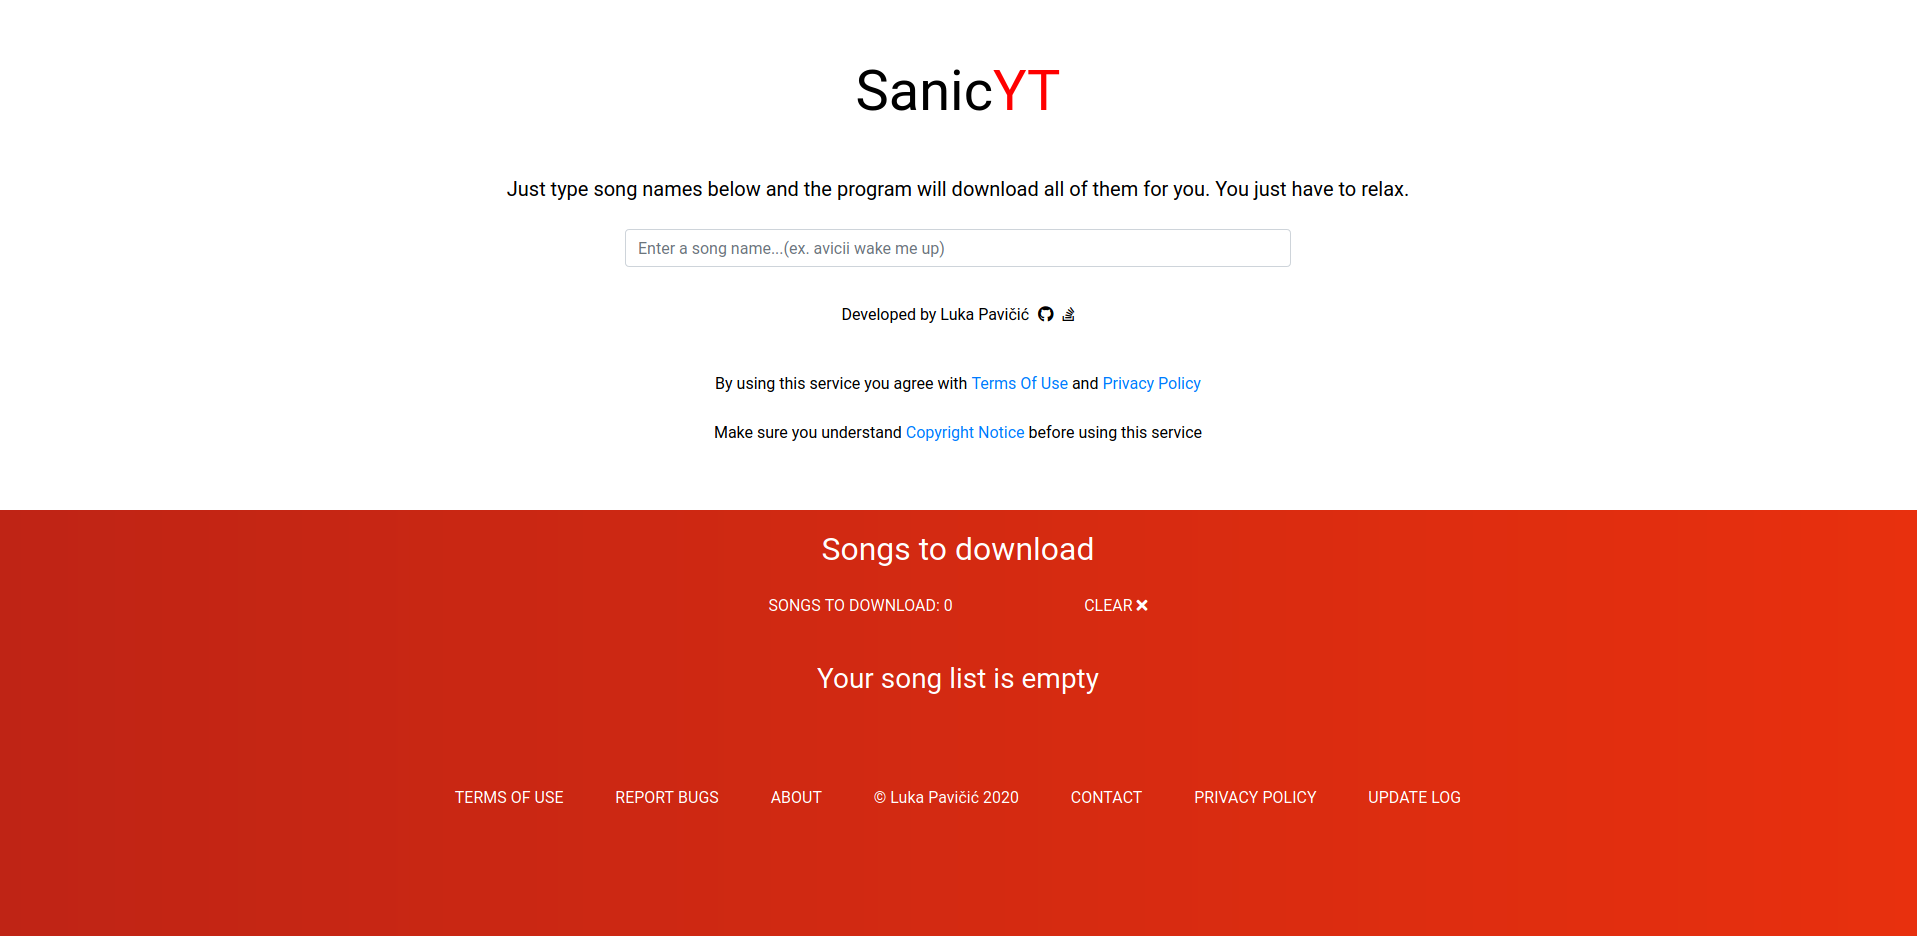 SanicYT
Just type song names below and the program will download all of them for you. You just have to relax.
Enter a song name...(ex. avicii wake me up)
Developed by Luka Pavičić
By using this service you agree with Terms Of Use and Privacy Policy
Make sure you understand Copyright Notice before using this service
Songs to download
SONGS TO DOWNLOAD: 0 CLEAR
Your song list is empty
TERMS OF USE REPORT BUGS ABOUT © Luka Pavičić 2020 CONTACT PRIVACY POLICY UPDATE LOG